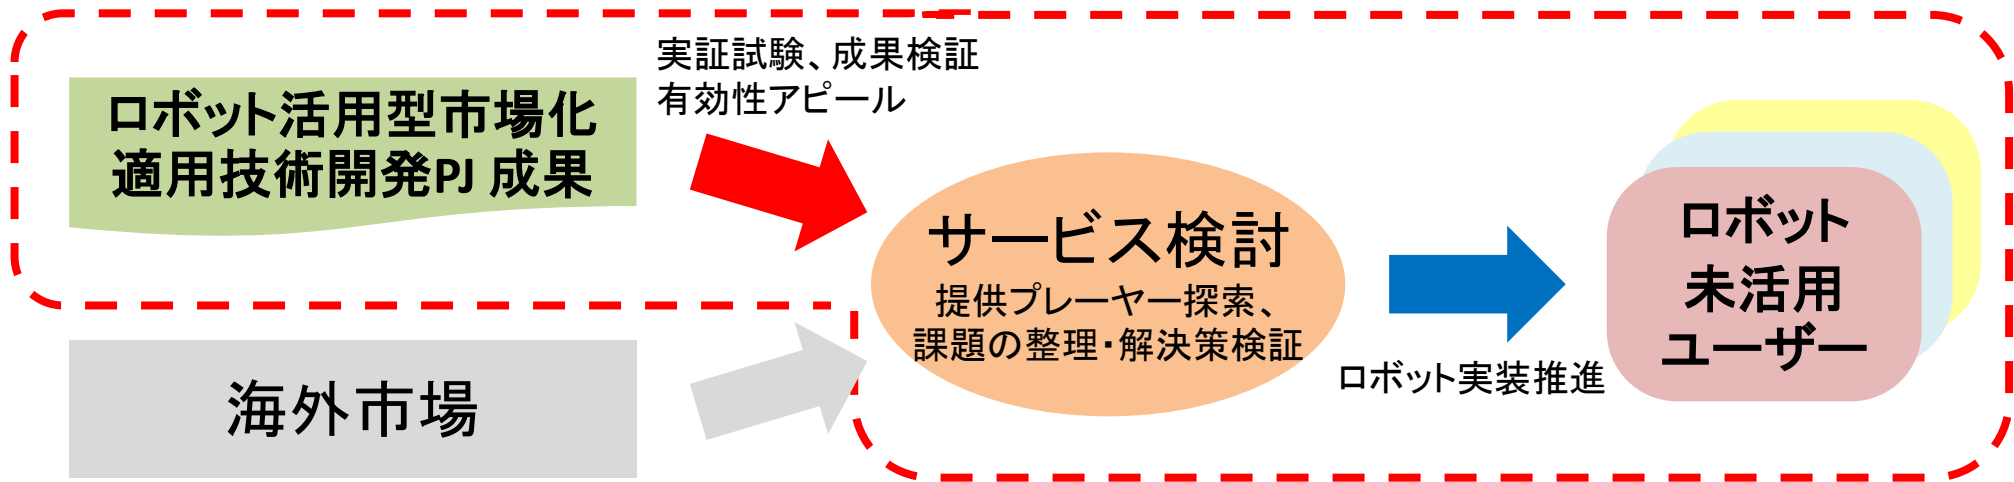 実証試験、成果検証
有効性アピール
ロボット活用型市場化
適用技術開発PJ 成果
サービス検討
提供プレーヤー探索、
課題の整理・解決策検証
ロボット実装推進
ロボット
未活用
ユーザー
海外市場